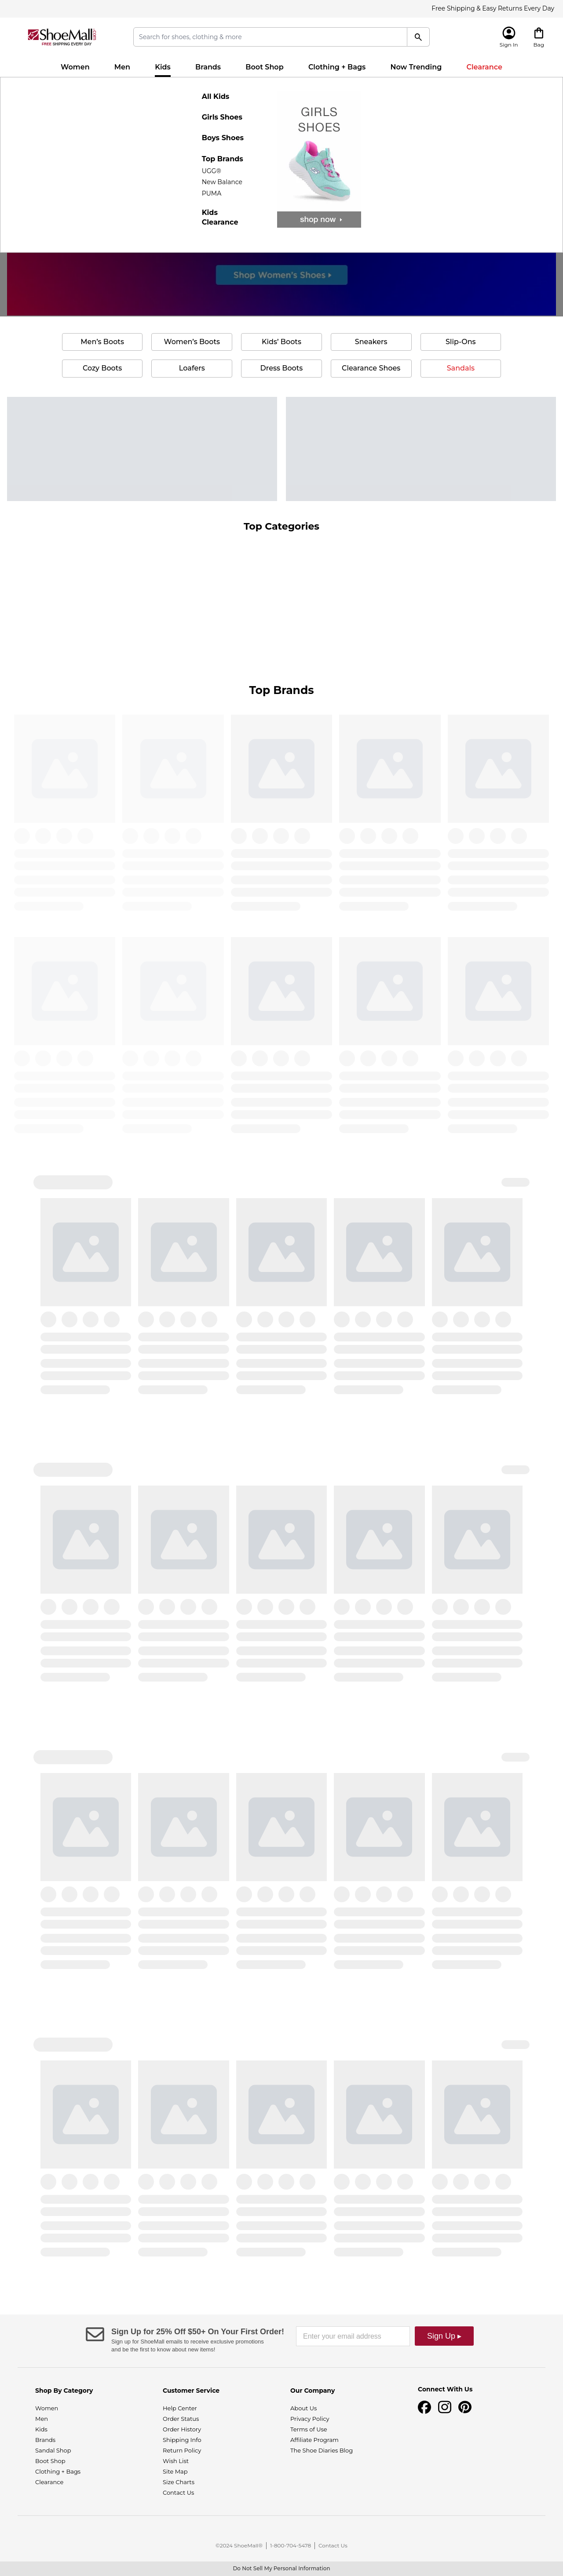 Free Shipping & Easy Returns Every Day
ShoeMall
FREE SHIPPING EVERY DAY
Search for shoes, clothing & more
Sign In
Bag
Women Men Kids Brands Boot Shop Clothing + Bags Now Trending Clearance
All Kids
Girls Shoes
Boys Shoes
Top Brands
UGG®
New Balance
PUMA
Kids
Clearance
GIRLS
SHOES
shop now
Shop Women's Shoes
Men's Boots Women's Boots Kids' Boots Sneakers Slip-Ons
Cozy Boots Loafers Dress Boots Clearance Shoes Sandals
Top Categories
Top Brands
Sign Up for 25% Off $50+ On Your First Order!
Sign up for ShoeMall emails to receive exclusive promotions
and be the first to know about new items!
Enter your email address
Sign Up ▸
Shop By Category
Women
Men
Kids
Brands
Sandal Shop
Boot Shop
Clothing + Bags
Clearance
Customer Service
Help Center
Order Status
Order History
Shipping Info
Return Policy
Wish List
Site Map
Size Charts
Contact Us
Our Company
About Us
Privacy Policy
Terms of Use
Affiliate Program
The Shoe Diaries Blog
Connect With Us
©2024 ShoeMall® | 1-800-704-5478 | Contact Us
Do Not Sell My Personal Information